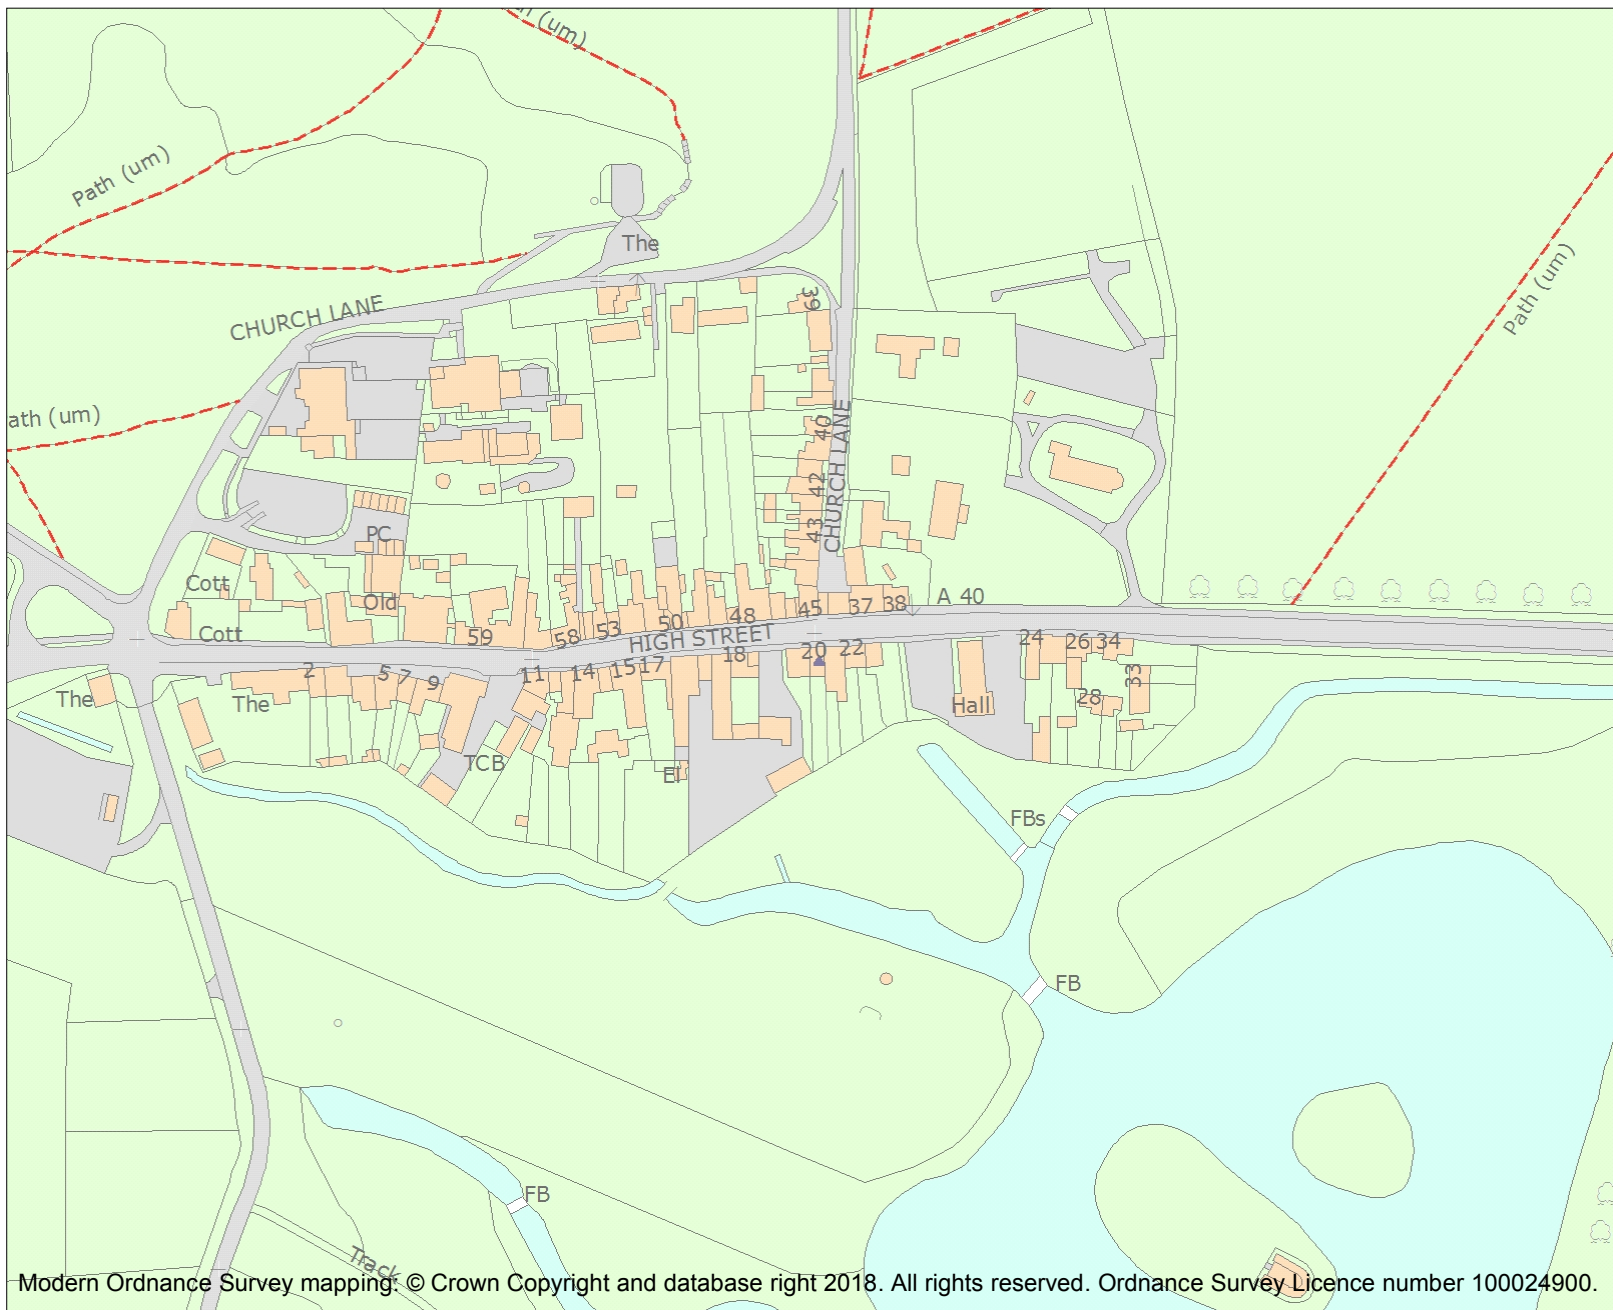 (um)
Path (um)
The
39
CHURCH LANE
Path (um)
ath (um)
40
CHURCH LANE
42
43
PC
Cott
Old
Cott
59
58
53
50
48
45
37
38
A 40
HIGH STREET
2
5
7
9
11
14
15
17
18
20
22
24
26
34
33
28
The
The
Hall
TCB
El
FBs
FB
FB
Track
Modern Ordnance Survey mapping: © Crown Copyright and database right 2018. All rights reserved. Ordnance Survey Licence number 100024900.